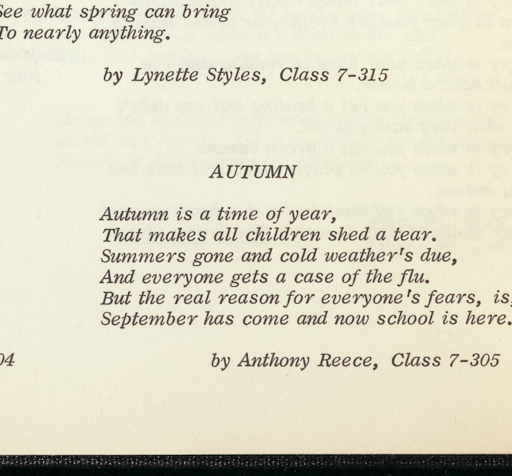 See what spring can bring
To nearly anything.
by Lynette Styles, Class 7-315
AUTUMN
Autumn is a time of year,
That makes all children shed a tear.
Summers gone and cold weather's due,
And everyone gets a case of the flu.
But the real reason for everyone's fears, is,
September has come and now school is here.
by Anthony Reece, Class 7-305